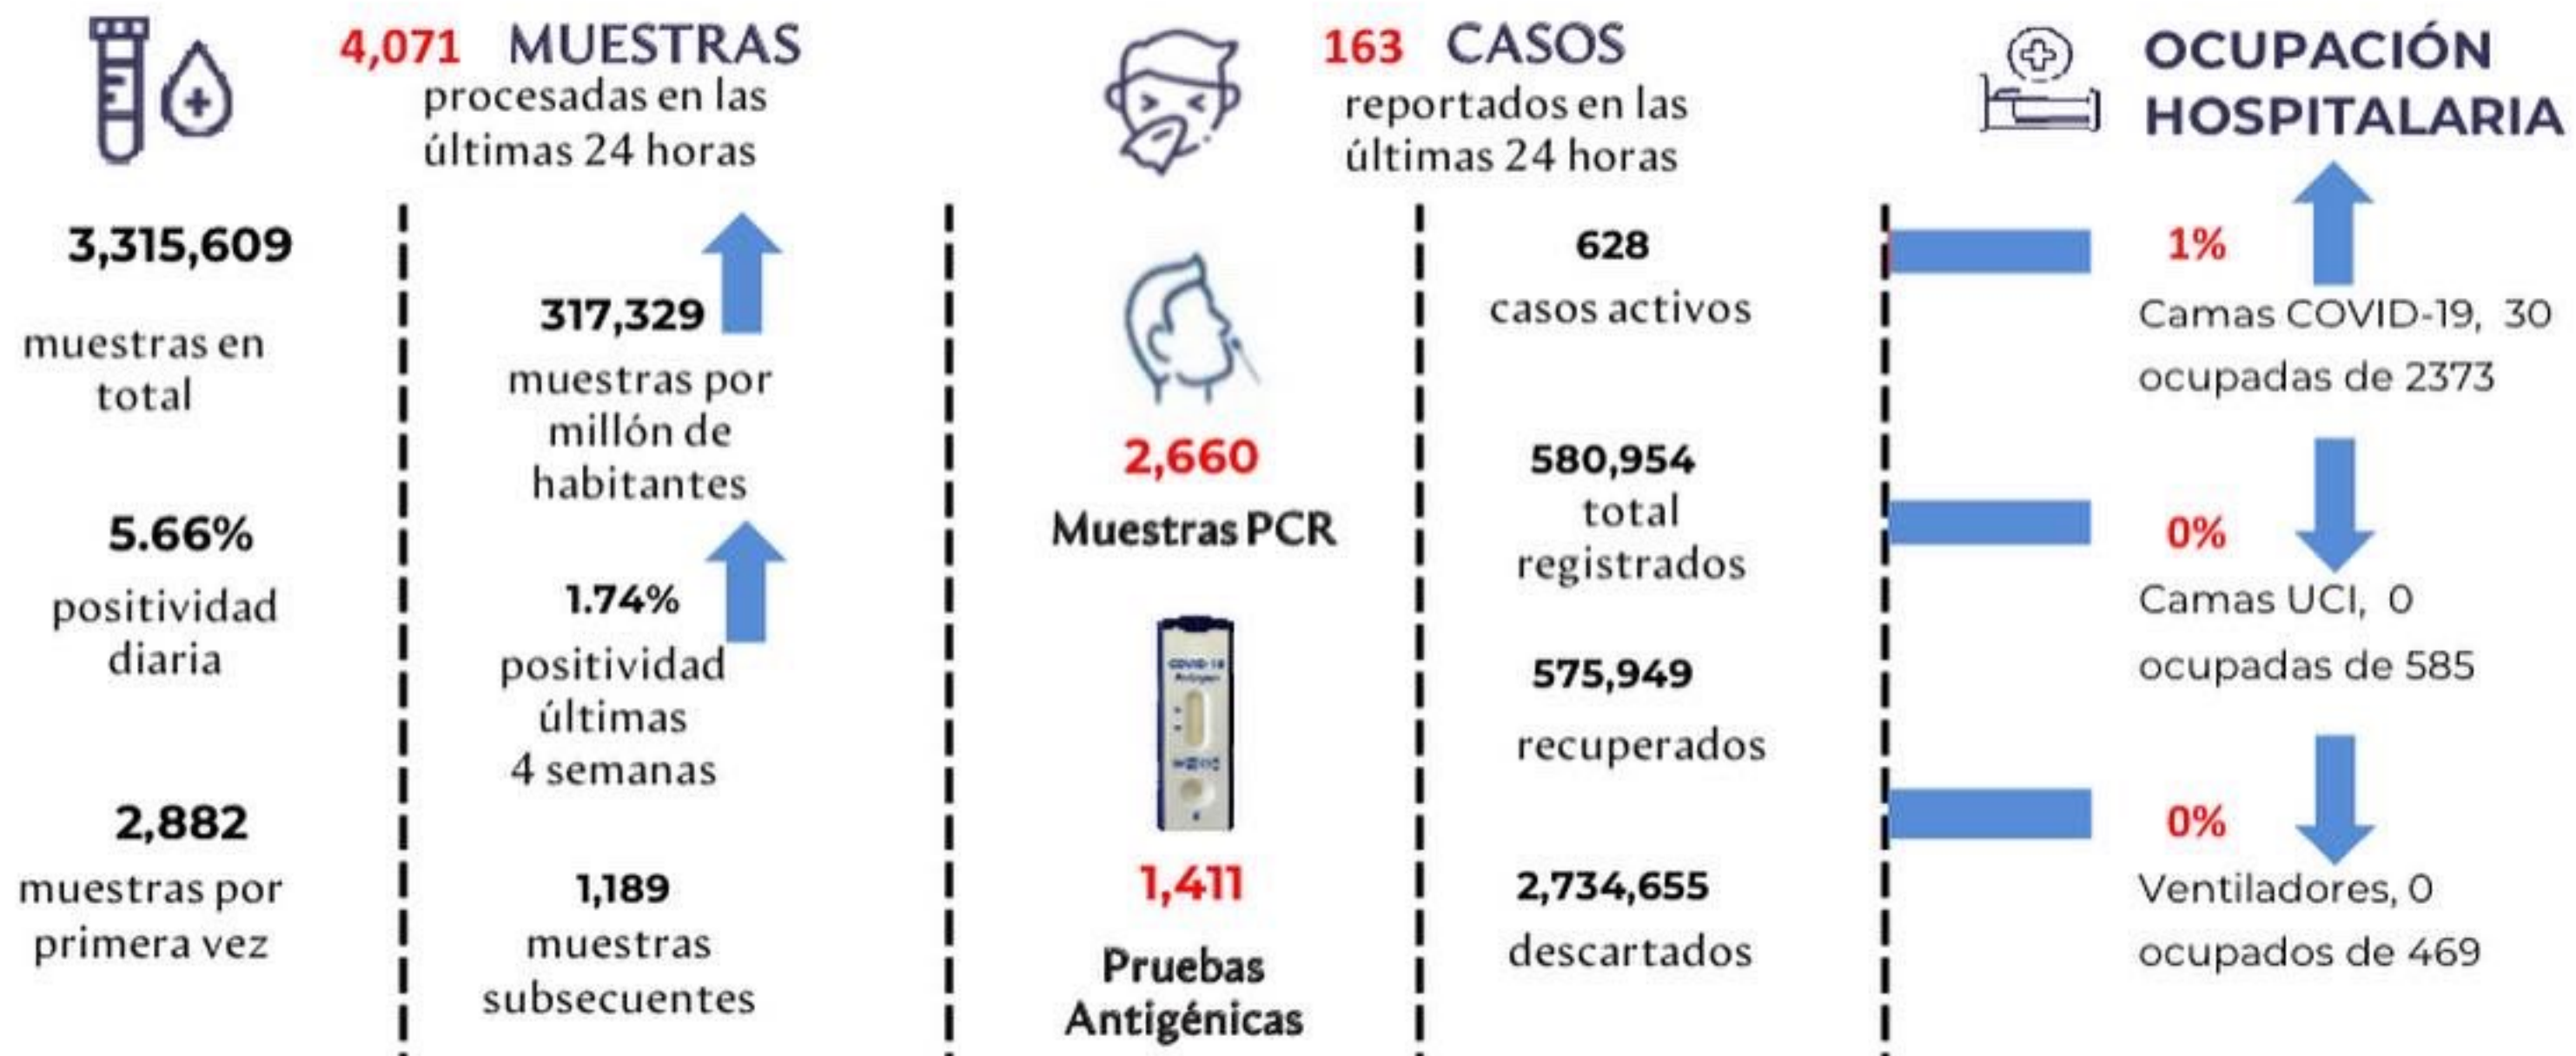 4,071 MUESTRAS
procesadas en las
últimas 24 horas
3,315,609
muestras en
total
5.66%
positividad
diaria
2,882
muestras por
primera vez
317,329
muestras por
millón de
habitantes
1.74%
positividad
últimas
4 semanas
1,189
muestras
subsecuentes
163 CASOS
reportados en las
últimas 24 horas
2,660
Muestras PCR
COVID-19
1,411
Pruebas
Antigénicas
628
casos activos
580,954
total
registrados
575,949
recuperados
2,734,655
descartados
OCUPACIÓN
HOSPITALARIA
1%
Camas COVID-19, 30
ocupadas de 2373
0%
Camas UCI, 0
ocupadas de 585
0%
Ventiladores, 0
ocupados de 469